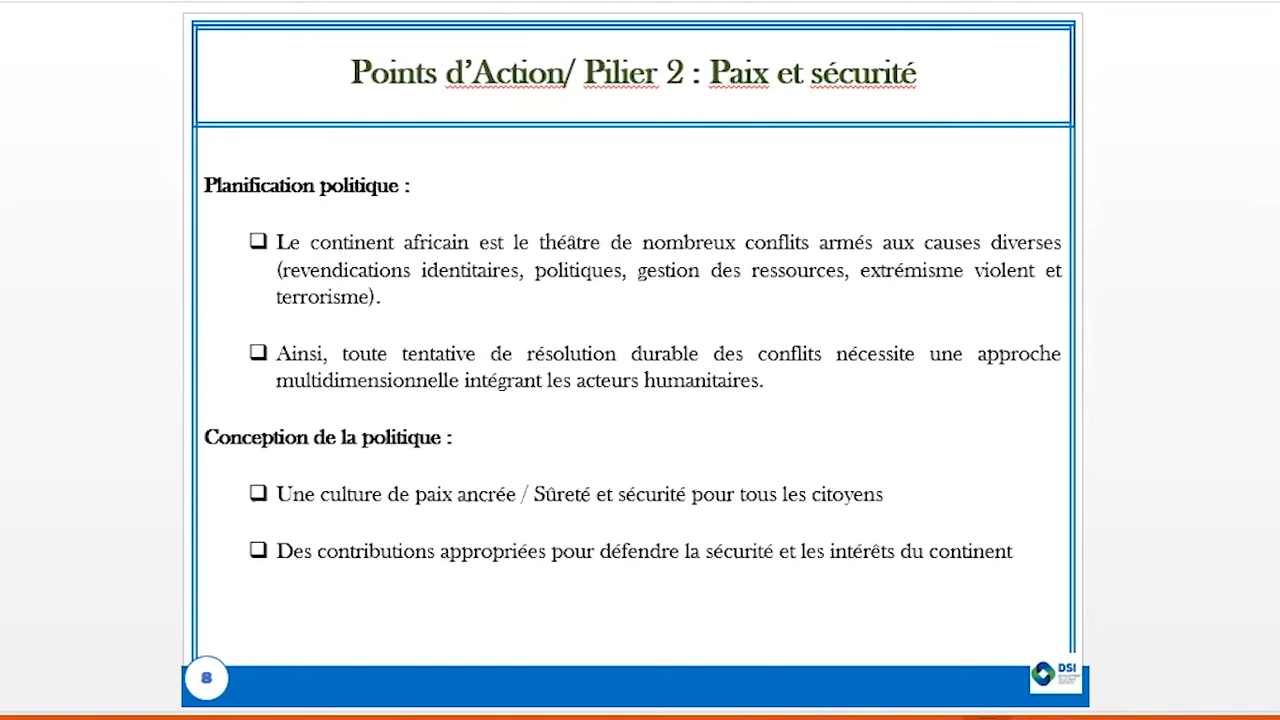 Points d’Action/ Pilier 2 : Paix et sécurité
Planification politique :
Le continent africain est le théâtre de nombreux conflits armés aux causes diverses
(revendications identitaires, politiques, gestion des ressources, extrémisme violent et
terrorisme).
Ainsi, toute tentative de résolution durable des conflits nécessite une approche
multidimensionnelle intégrant les acteurs humanitaires.
Conception de la politique :
Une culture de paix ancrée / Sûreté et sécurité pour tous les citoyens
Des contributions appropriées pour défendre la sécurité et les intérêts du continent
8
DSI